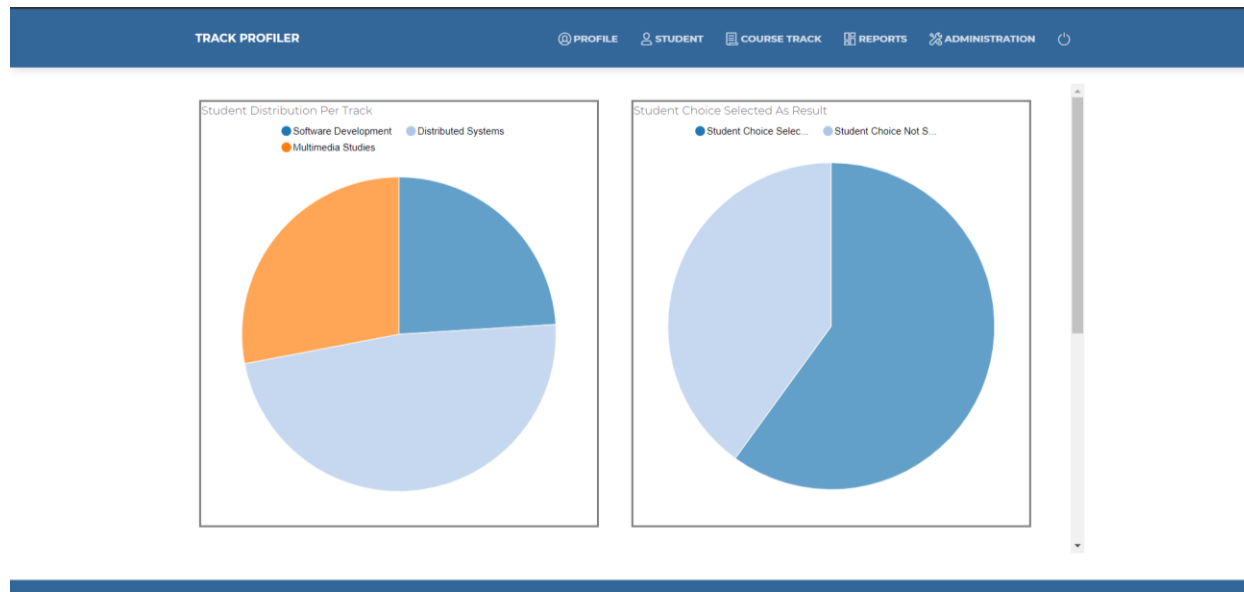 TRACK PROFILER PROFILE STUDENT COURSE TRACK REPORTS ADMINISTRATION
Student Distribution Per Track
Software Development Distributed Systems
Multimedia Studies
Student Choice Selected As Result
Student Choice Selec... Student Choice Not S...